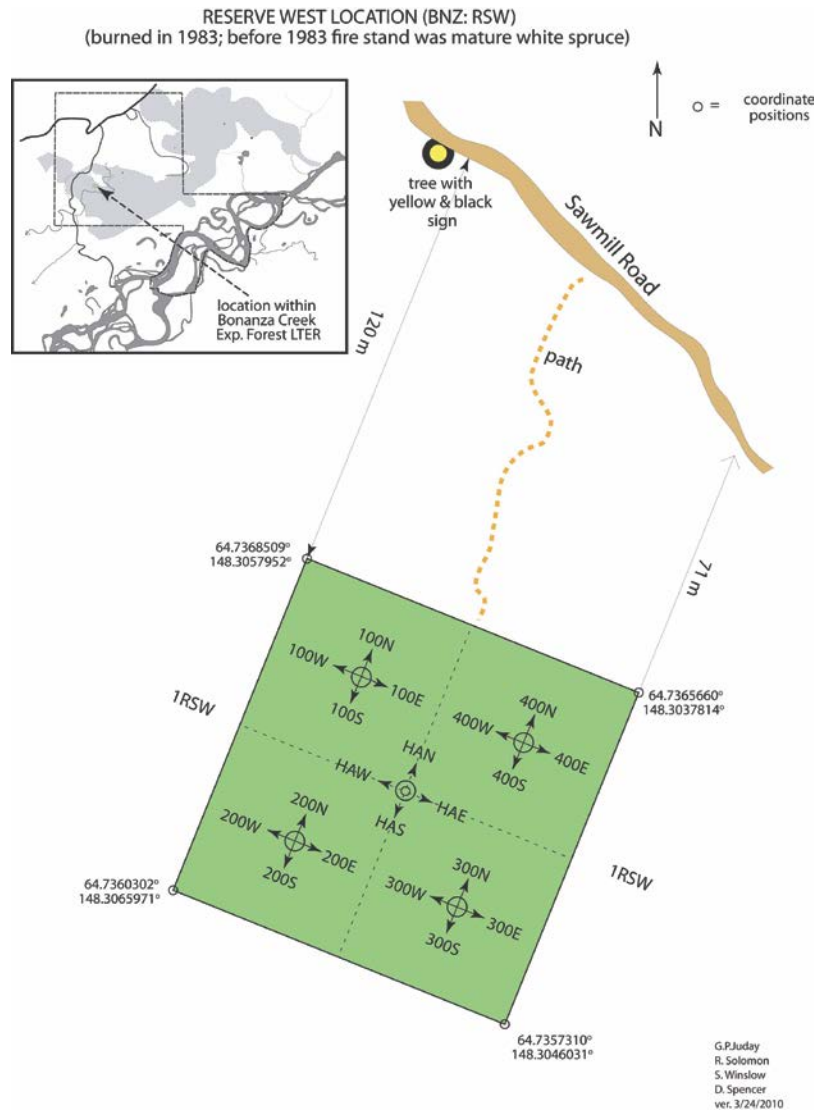 RESERVE WEST LOCATION (BNZ: RSW)
(burned in 1983; before 1983 fire stand was mature white spruce)
location within
Bonanza Creek
Exp. Forest LTER
N
= coordinate
positions
tree with
yellow & black
sign
Sawmill Road
120 m
path
71 m
64.7368509°
148.3057952°
100N
100W
100E
100S
1RSW
400N
400W
400E
400S
64.7365660°
148.3037814°
HAN
HAW
HAE
HAS
200N
200W
200E
200S
300N
300W
300E
300S
1RSW
64.7360302°
148.3065971°
64.7357310°
148.3046031°
G.P.Juday
R. Solomon
S. Winslow
D. Spencer
ver. 3/24/2010